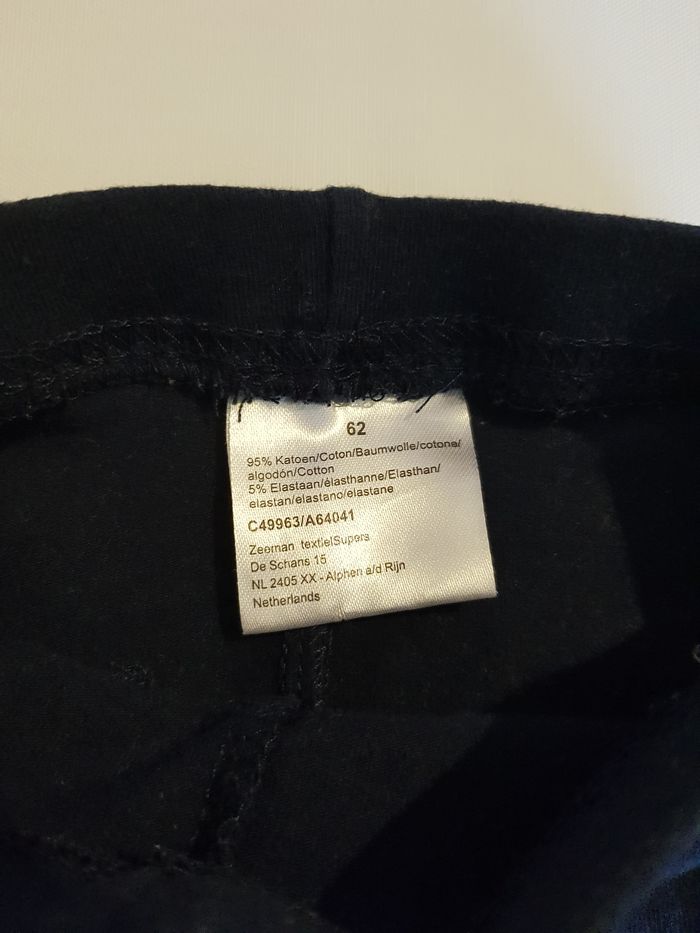 62
95% Katoen/Coton/Baumwolle/cotone/
algodón/Cotton
5% Elastaan/élasthanne/Elasthan/
elastan/elastano/elastane
C49963/A64041
Zeeman textielSupers
De Schans 15
NL 2405 XX - Alphen a/d Rijn
Netherlands